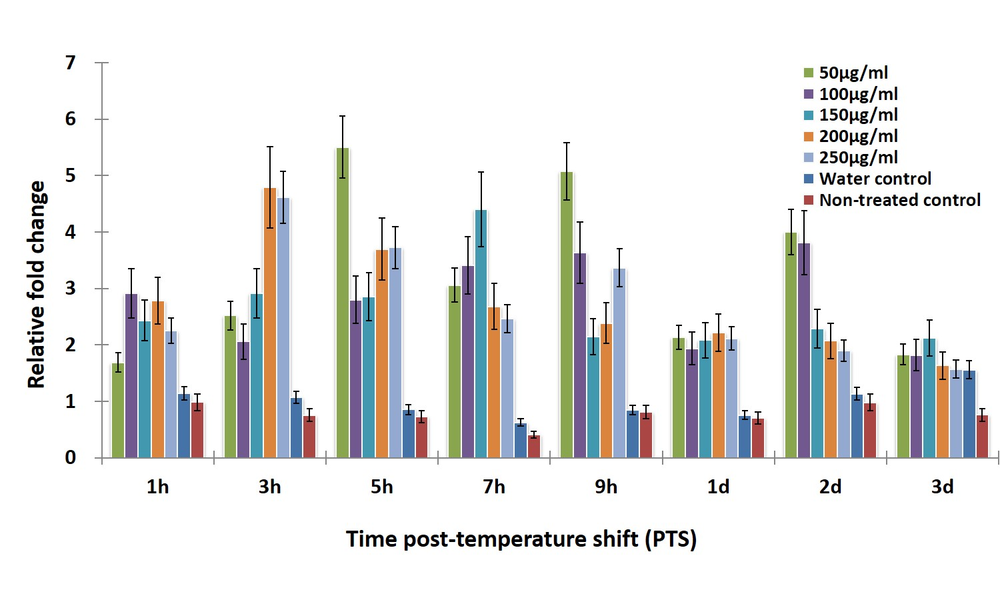 7
6
5
4
3
2
1
0
Relative fold change
50µg/ml
100µg/ml
150µg/ml
200µg/ml
250µg/ml
Water control
Non-treated control
1h 3h 5h 7h 9h 1d 2d 3d
Time post-temperature shift (PTS)